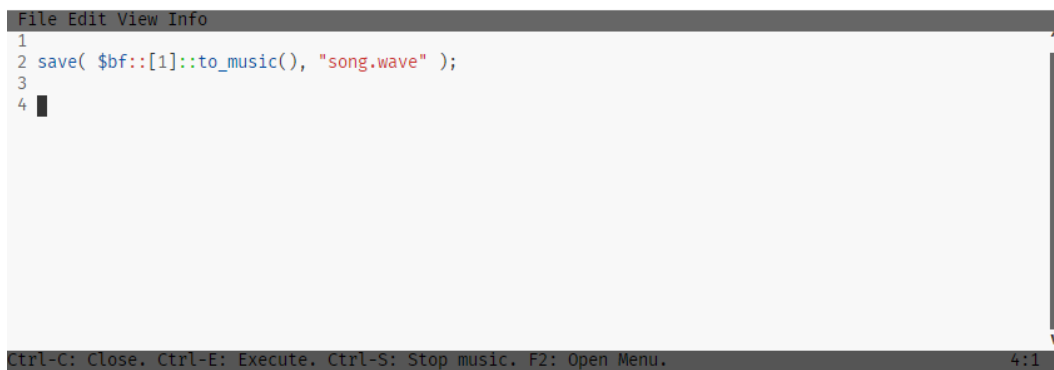 File Edit View Info
1
2 save( $bf::[1]::to_music(), "song.wave" );
3
4
Ctrl-C: Close. Ctrl-E: Execute. Ctrl-S: Stop music. F2: Open Menu. 4:1